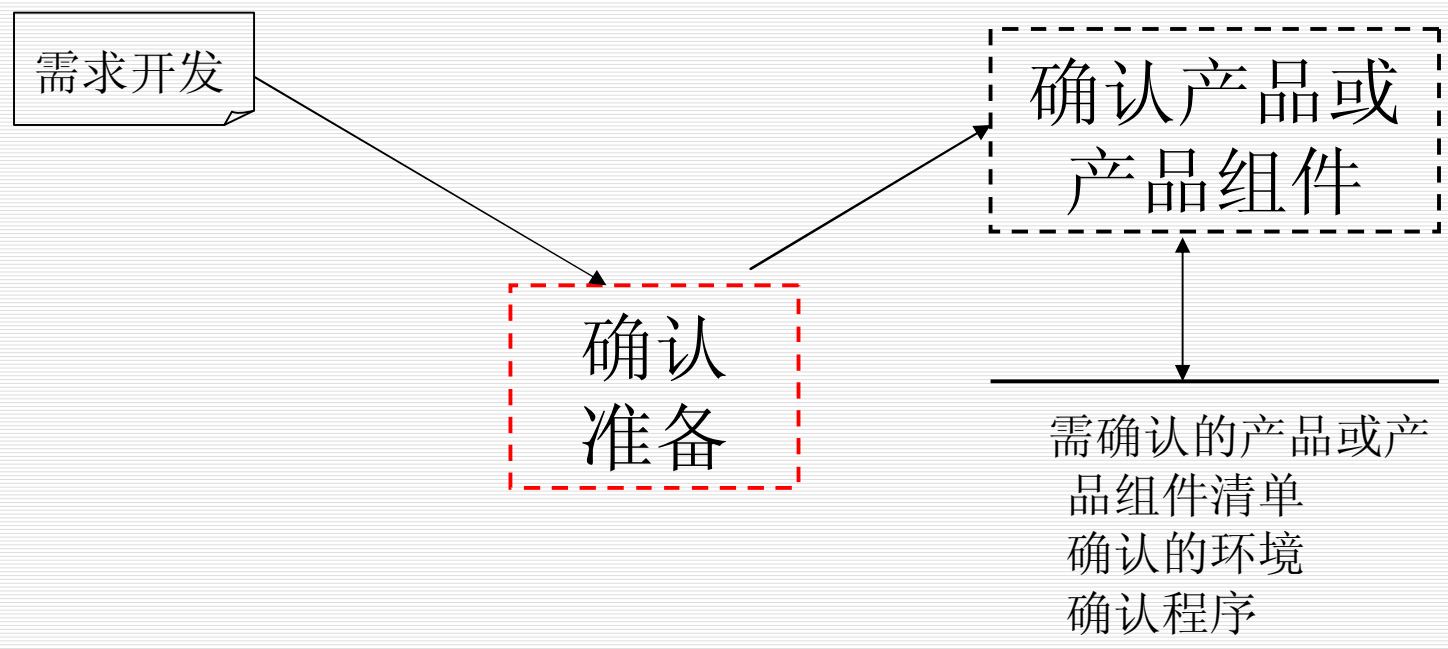 需求开发
确认产品或
产品组件
确认
准备
需确认的产品或产
品组件清单
确认的环境
确认程序